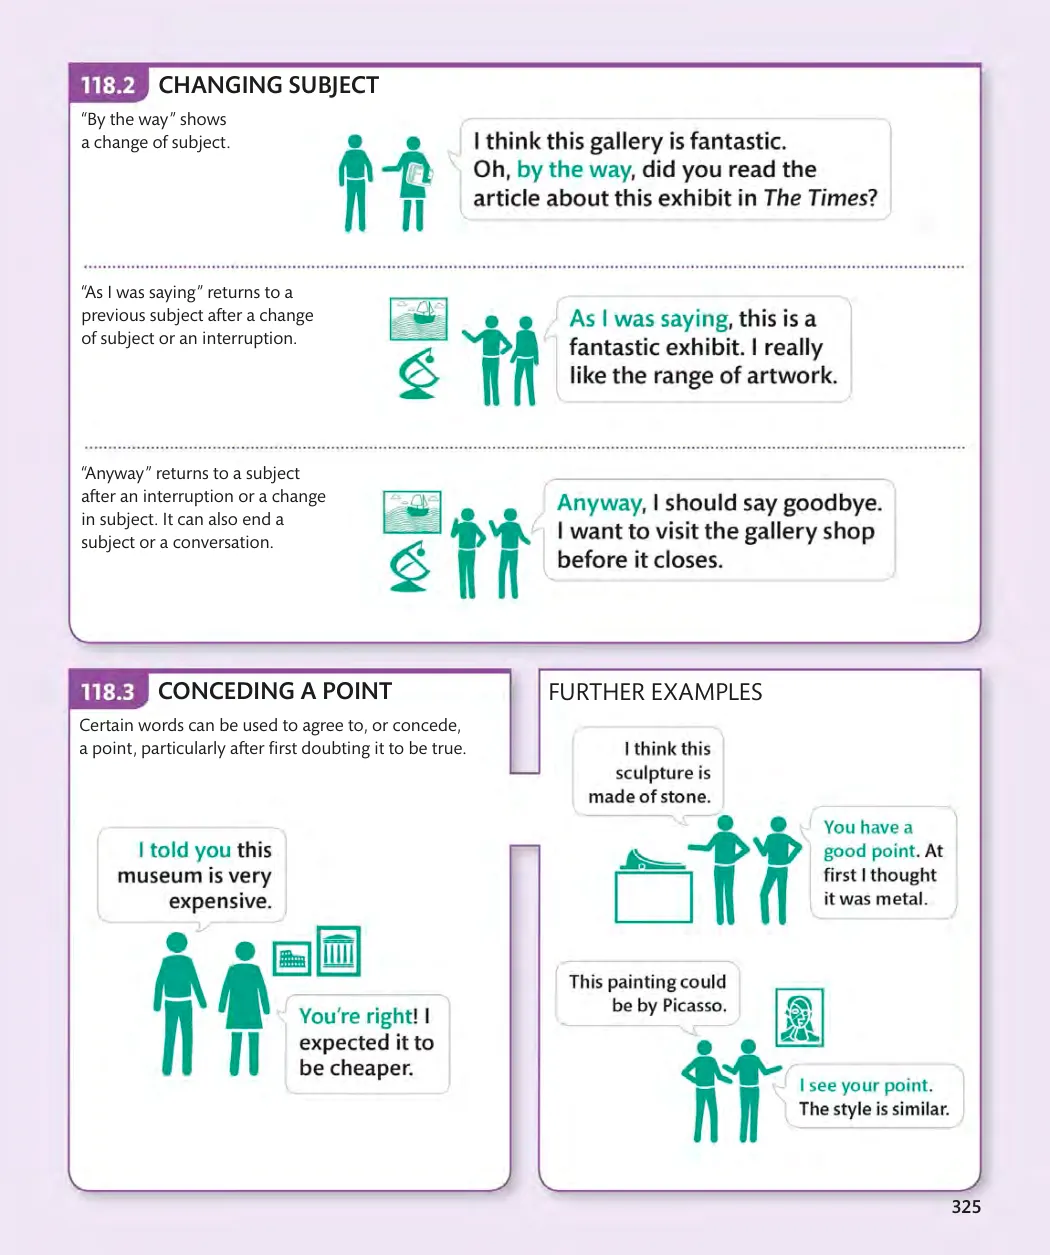 118.2 CHANGING SUBJECT
“By the way” shows
a change of subject.
I think this gallery is fantastic.
Oh, by the way, did you read the
article about this exhibit in The Times?
“As I was saying” returns to a
previous subject after a change
of subject or an interruption.
As I was saying, this is a
fantastic exhibit. I really
like the range of artwork.
“Anyway” returns to a subject
after an interruption or a change
in subject. It can also end a
subject or a conversation.
Anyway, I should say goodbye.
I want to visit the gallery shop
before it closes.
118.3 CONCEDING A POINT
Certain words can be used to agree to, or concede,
a point, particularly after first doubting it to be true.
I told you this
museum is very
expensive.
You’re right! I
expected it to
be cheaper.
FURTHER EXAMPLES
I think this
sculpture is
made of stone.
You have a
good point. At
first I thought
it was metal.
This painting could
be by Picasso.
I see your point.
The style is similar.
325